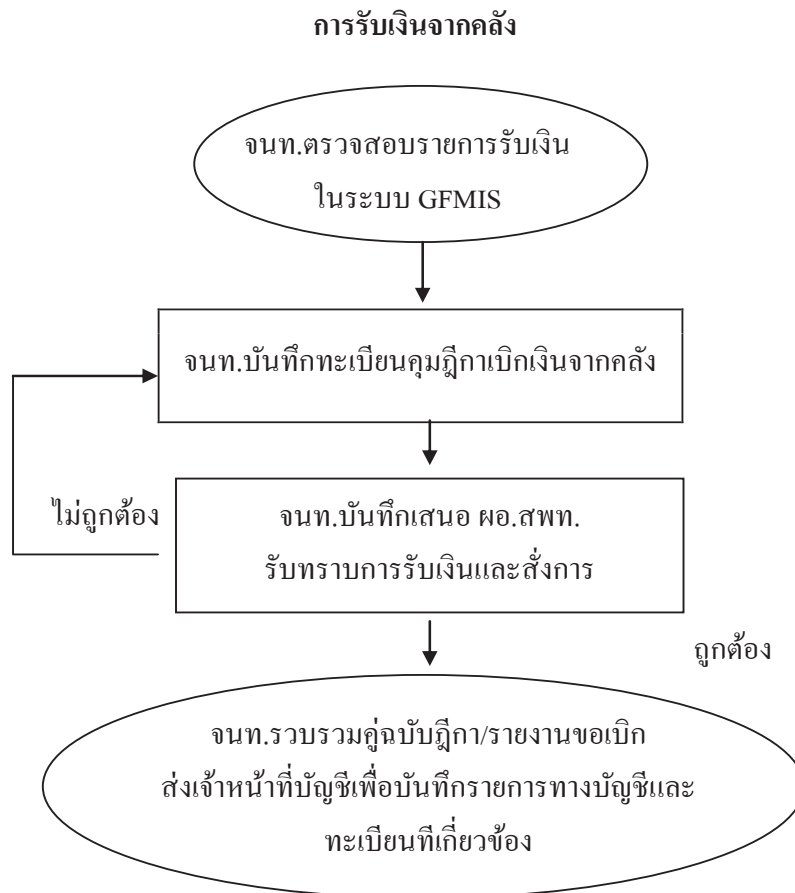 การรับเงินจากคลัง
จนท.ตรวจสอบรายการรับเงิน
ในระบบ GFMIS
จนท.บันทึกทะเบียนคุมฎีกาเบิกเงินจากคลัง
ไม่ถูกต้อง
จนท.บันทึกเสนอ ผอ.สพท.
รับทราบการรับเงินและสั่งการ
ถูกต้อง
จนท.รวบรวมคู่ฉบับฎีกา/รายงานขอเบิก
ส่งเจ้าหน้าที่บัญชีเพื่อบันทึกรายการทางบัญชีและ
ทะเบียนทีเกี่ยวข้อง